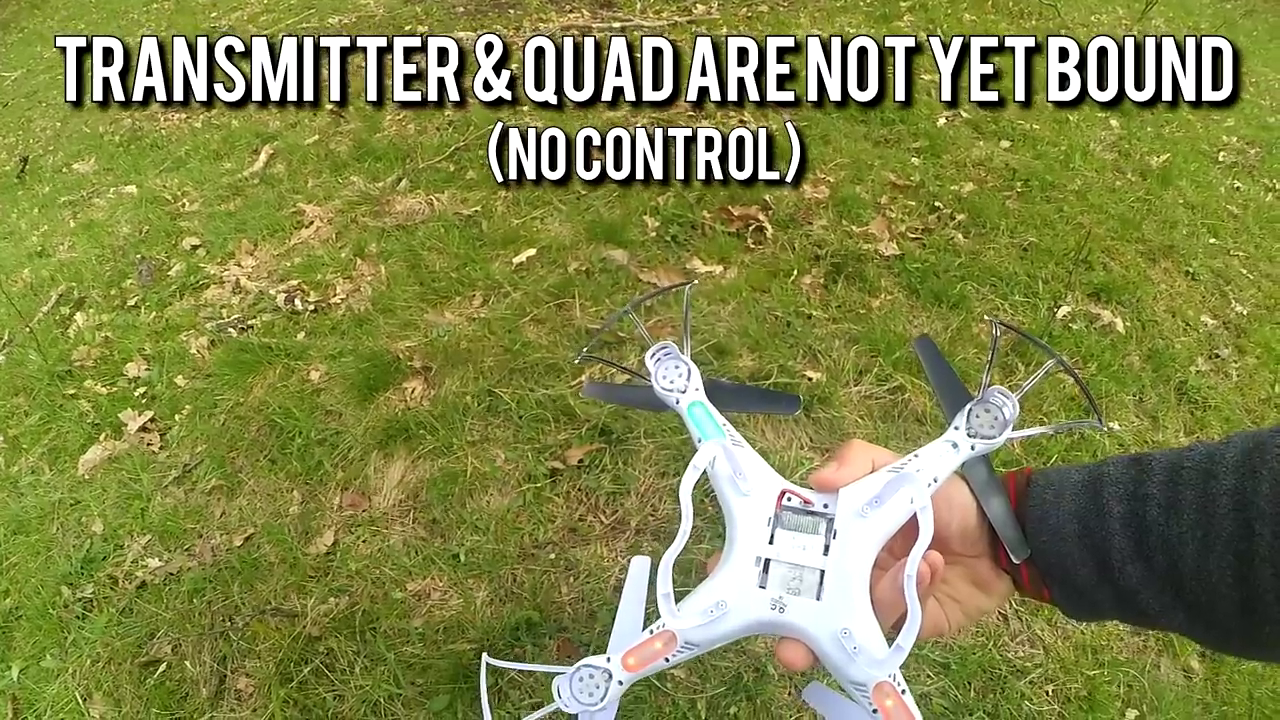 TRANSMITTER & QUAD ARE NOT YET BOUND
(NO CONTROL)